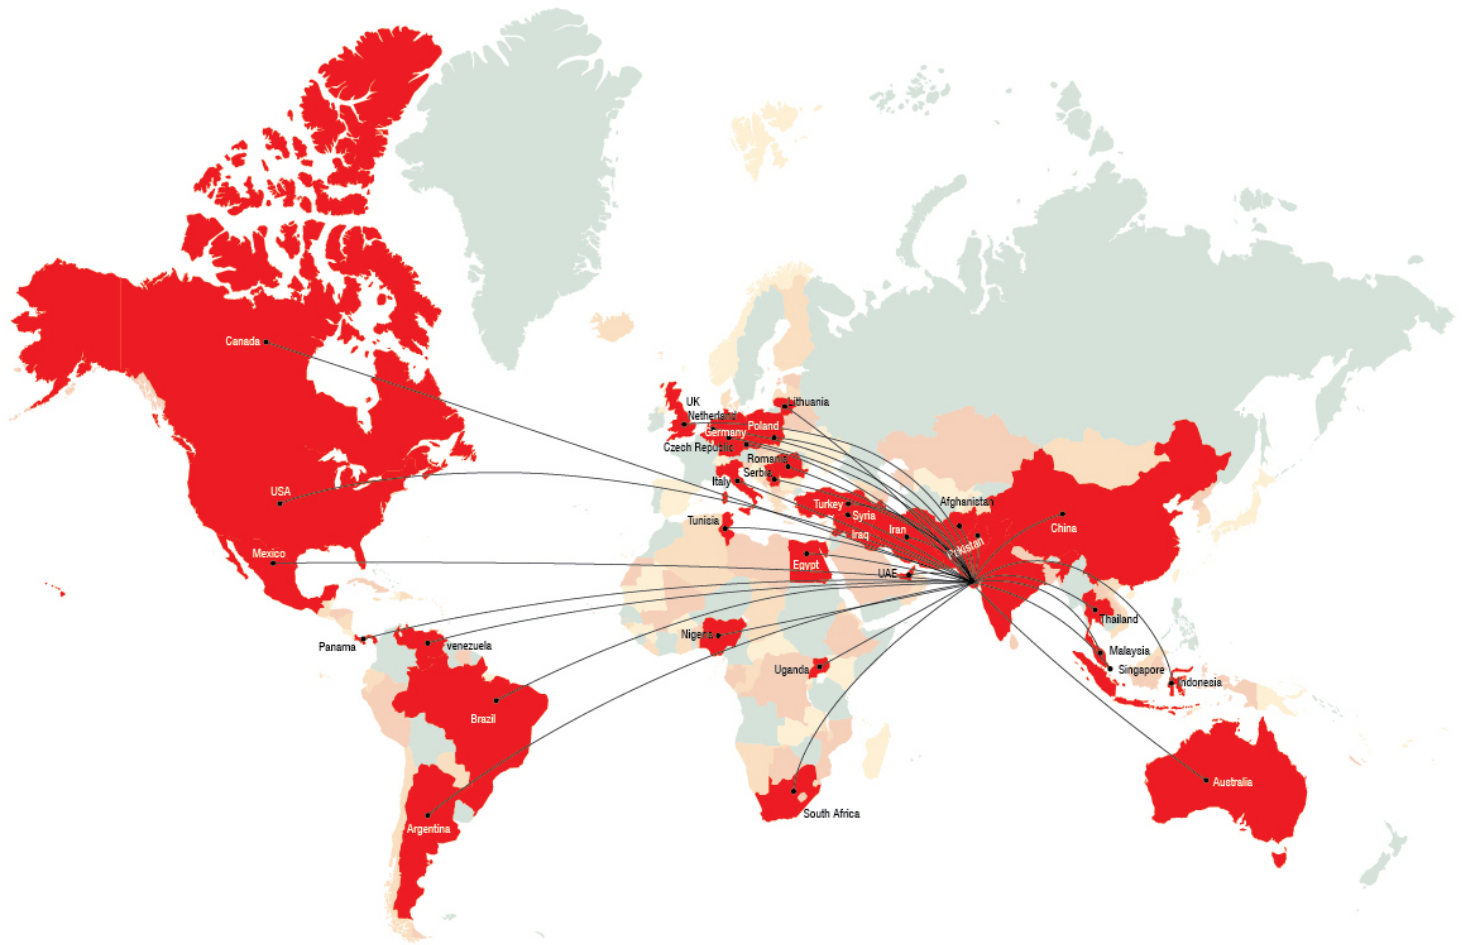 Canada
USA
Mexico
Panama
venezuela
Brazil
Argentina
UK
Netherland
Germany
Poland
Lithuania
Czech Republic
Romania
Serbia
Italy
Tunisia
Turkey
Syria
Iraq
Iran
Afghanistan
Pakistan
China
Egypt
UAE
Nigeria
Uganda
South Africa
Thailand
Malaysia
Singapore
Indonesia
Australia